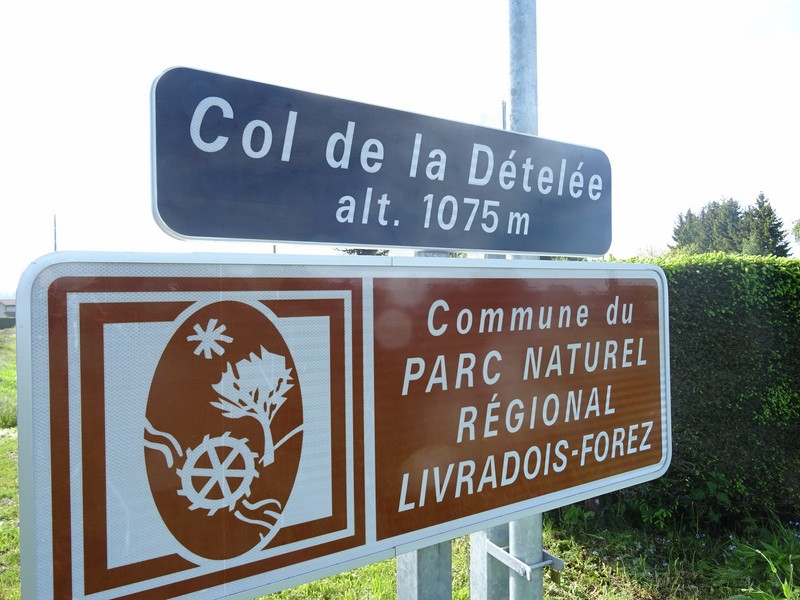 Col de la Dételée
alt. 1075 m
Commune du
PARC NATUREL
RÉGIONAL
LIVRADOIS-FOREZ